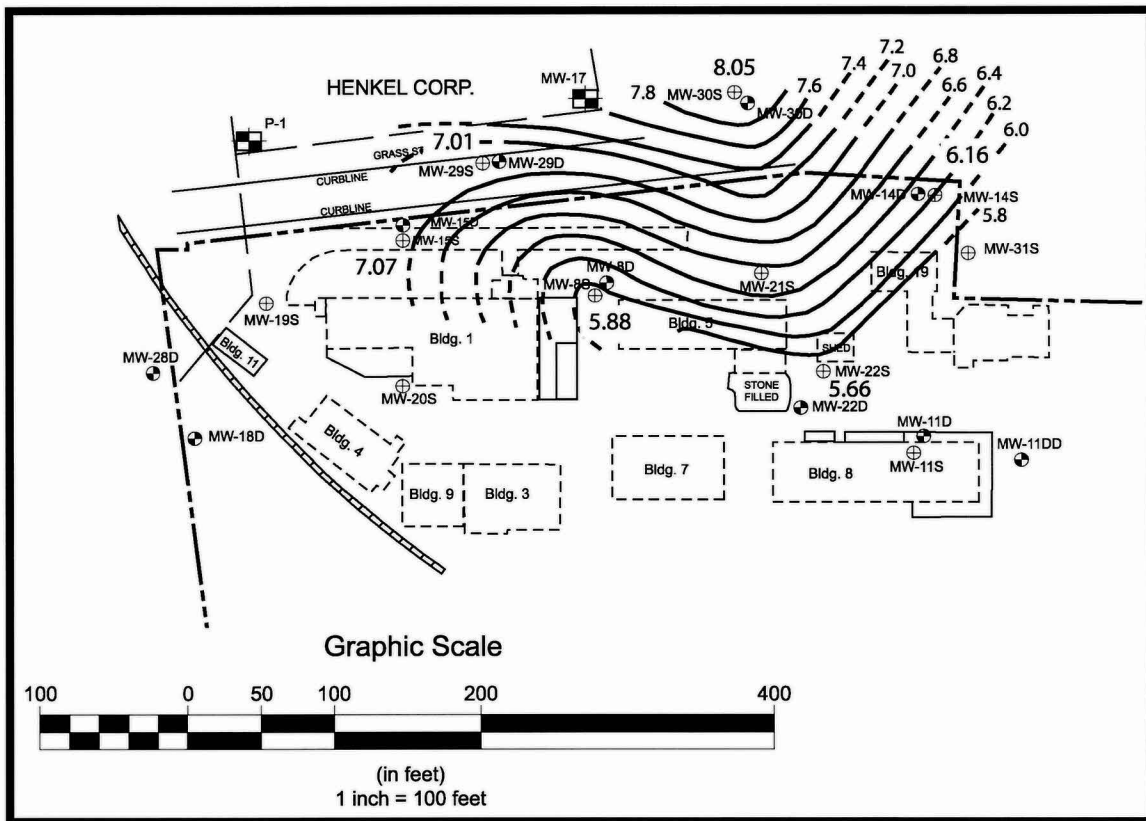 HENKEL CORP.
MW-17
P-1
7.8
8.05
MW-30S
MW-30D
7.6
7.4
7.2
7.0
6.8
6.6
6.4
6.2
6.0
6.16
7.01
GRASS ST
MW-29S
MW-29D
CURBLINE
CURBLINE
MW-14D
MW-14S
5.8
MW-31S
MW-15D
MW-15S
7.07
MW-8D
MW-8S
MW-21S
Bldg. 19
MW-19S
5.88
Bldg. 5
Bldg. 1
Bldg. 11
SHED
MW-28D
MW-20S
STONE
FILLED
MW-22S
5.66
MW-22D
MW-18D
Bldg. 4
MW-11D
MW-11DD
MW-11S
Bldg. 9
Bldg. 3
Bldg. 7
Bldg. 8
Graphic Scale
100 0 50 100 200 400
(in feet)
1 inch = 100 feet